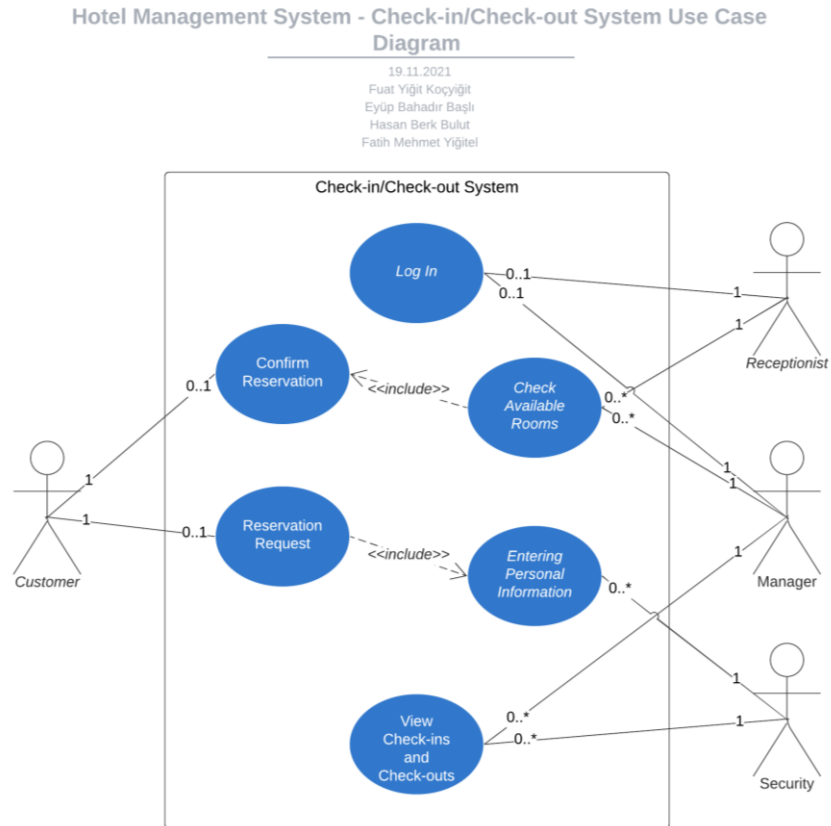 Hotel Management System - Check-in/Check-out System Use Case
Diagram
19.11.2021
Fuat Yiğit Koçyiğit
Eyüp Bahadır Başlı
Hasan Berk Bulut
Fatih Mehmet Yiğitel
Check-in/Check-out System
Log In
0..1
0..1
1
1
Receptionist
Confirm
Reservation
0..1
<<include>>
Check
Available
Rooms
0..*
0..*
1
1
1
Customer
1
0..1
Reservation
Request
<<include>>
Entering
Personal
Information
0..*
1
Manager
1
View
Check-ins
and
Check-outs
0..*
0..*
1
Security